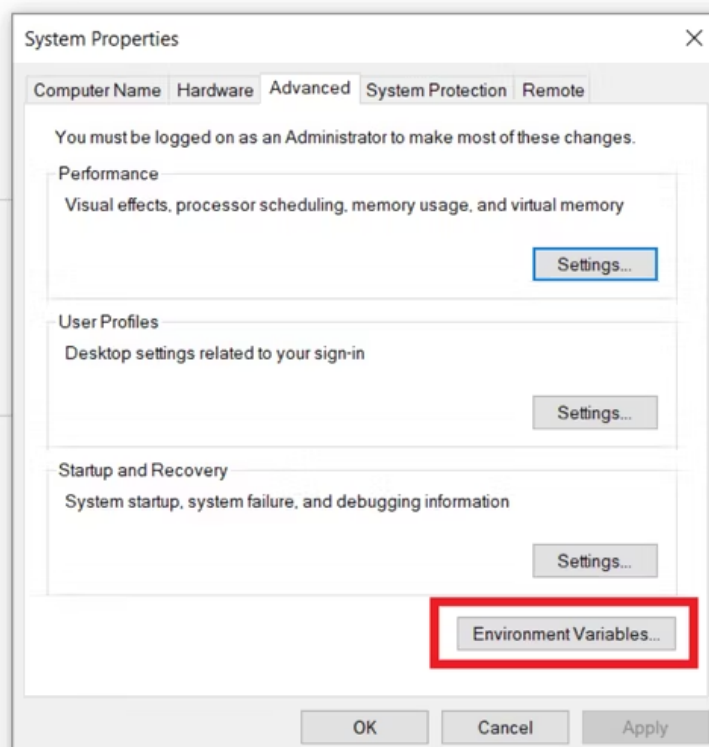 System Properties
Computer Name Hardware Advanced System Protection Remote
You must be logged on as an Administrator to make most of these changes.
Performance
Visual effects, processor scheduling, memory usage, and virtual memory
Settings...
User Profiles
Desktop settings related to your sign-in
Settings...
Startup and Recovery
System startup, system failure, and debugging information
Settings...
Environment Variables...
OK Cancel Apply